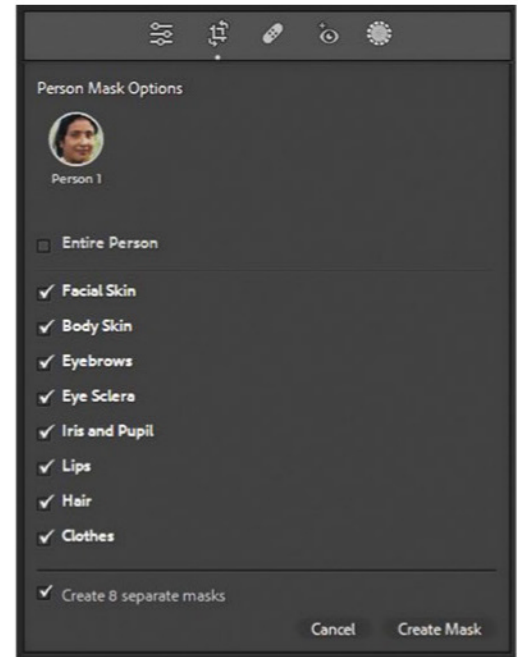 Person Mask Options
Person 1
Entire Person
Facial Skin
Body Skin
Eyebrows
Eye Sclera
Iris and Pupil
Lips
Hair
Clothes
Create 8 separate masks
Cancel Create Mask